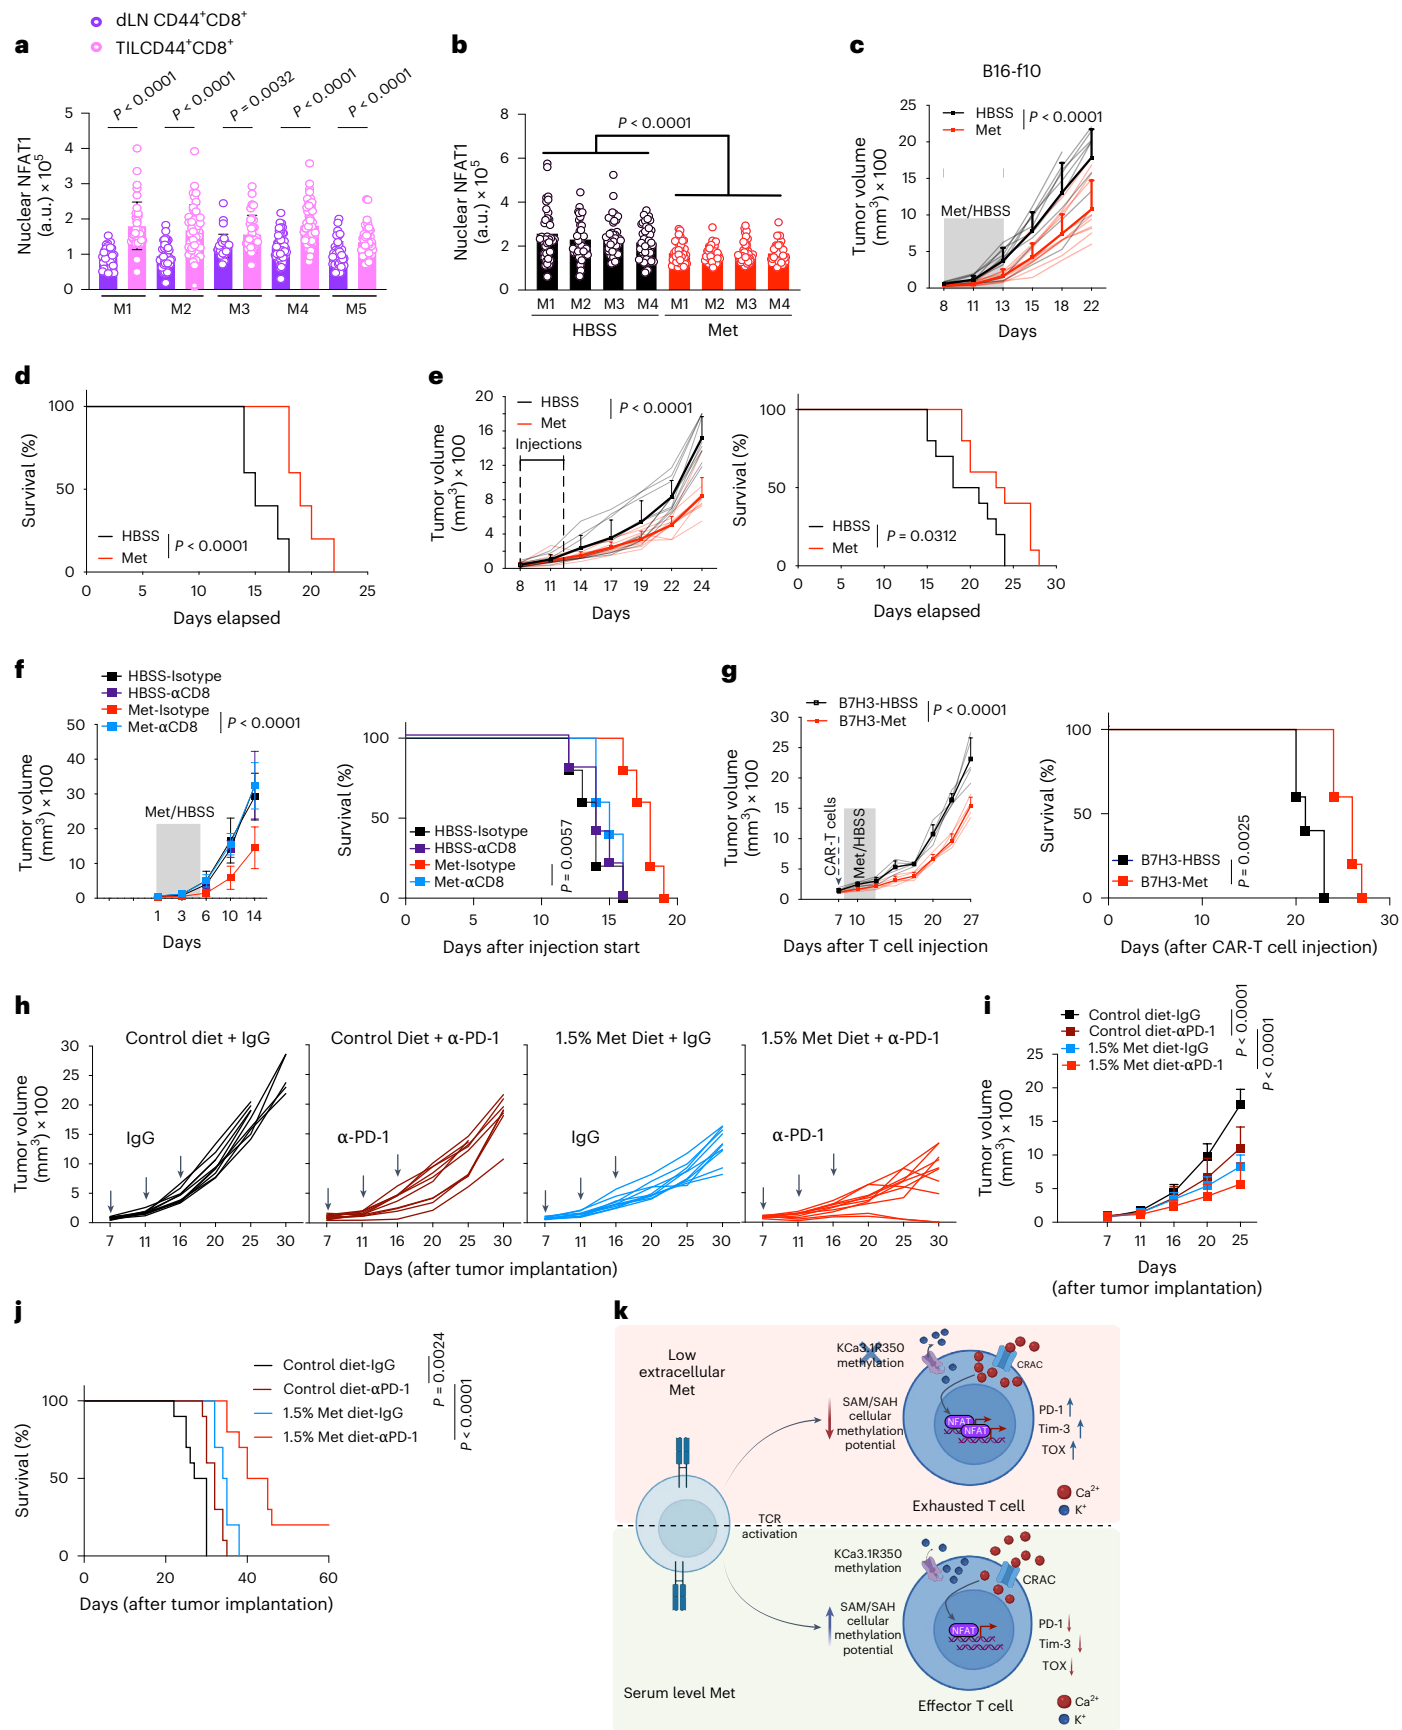 a
dLN CD44+CD8+
TILCD44+CD8+
P < 0.0001
P < 0.0001
P = 0.0032
P < 0.0001
P < 0.0001
Nuclear NFAT1
(a.u.) × 10⁵
5
4
3
2
1
0
M1 M2 M3 M4 M5
b
P < 0.0001
Nuclear NFAT1
(a.u.) × 10⁵
8
6
4
2
0
M1 M2 M3 M4 M1 M2 M3 M4
HBSS Met
c
B16-f10
HBSS
Met
P < 0.0001
Met/HBSS
Tumor volume
(mm³) × 100
25
20
15
10
5
0
8 11 13 15 18 22
Days
d
Survival (%)
100
50
0
HBSS
Met
P < 0.0001
0 5 10 15 20 25
Days elapsed
e
Tumor volume
(mm³) × 100
20
16
12
8
4
0
HBSS
Met
P < 0.0001
Injections
8 11 14 17 19 22 24
Days
Survival (%)
100
50
0
HBSS
Met
P = 0.0312
0 5 10 15 20 25 30
Days elapsed
f
HBSS-Isotype
HBSS-αCD8
Met-Isotype
Met-αCD8
P < 0.0001
Tumor volume
(mm³) × 100
50
40
30
20
10
0
Met/HBSS
1 3 6 10 14
Days
Survival (%)
100
50
0
HBSS-Isotype
HBSS-αCD8
Met-Isotype
Met-αCD8
P = 0.0057
0 5 10 15 20
Days after injection start
g
B7H3-HBSS
B7H3-Met
P < 0.0001
Tumor volume
(mm³) × 100
30
25
20
15
10
5
0
CAR-T cells
Met/HBSS
7 10 15 20 27
Days after T cell injection
Survival (%)
100
50
0
B7H3-HBSS
B7H3-Met
P = 0.0025
0 10 20 30
Days (after CAR-T cell injection)
h
Control diet + IgG
Control Diet + α-PD-1
1.5% Met Diet + IgG
1.5% Met Diet + α-PD-1
Tumor volume
(mm³) × 100
30
25
20
15
10
5
0
IgG
α-PD-1
IgG
α-PD-1
7 11 16 20 25 30
7 11 16 20 25 30
7 11 16 20 25 30
7 11 16 20 25 30
Days (after tumor implantation)
i
Control diet-IgG
Control diet-αPD-1
1.5% Met diet-IgG
1.5% Met diet-αPD-1
P < 0.0001
P < 0.0001
Tumor volume
(mm³) × 100
25
20
15
10
5
0
7 11 16 20 25
Days
(after tumor implantation)
j
Control diet-IgG
Control diet-αPD-1
1.5% Met diet-IgG
1.5% Met diet-αPD-1
P = 0.0024
P < 0.0001
Survival (%)
100
50
0
0 20 40 60
Days (after tumor implantation)
k
Low
extracellular
Met
KCa3.1R350
methylation
CRAC
SAM/SAH
cellular
methylation
potential
NFAT
NFAT
PD-1
Tim-3
TOX
Exhausted T cell
Ca²⁺
K⁺
TCR
activation
KCa3.1R350
methylation
CRAC
SAM/SAH
cellular
methylation
potential
NFAT
PD-1
Tim-3
TOX
Serum level Met
Effector T cell
Ca²⁺
K⁺